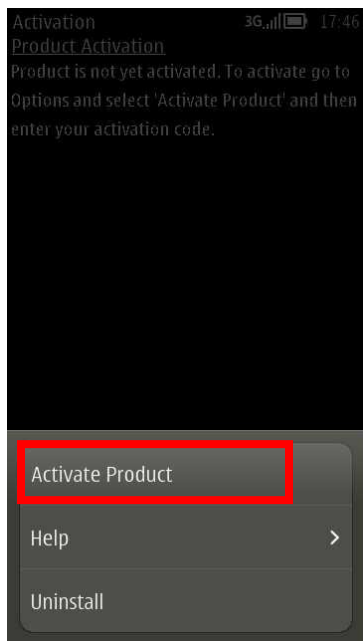 Activation 3G 17:46
Product Activation
Product is not yet activated. To activate go to
Options and select 'Activate Product' and then
enter your activation code.
Activate Product
Help
Uninstall